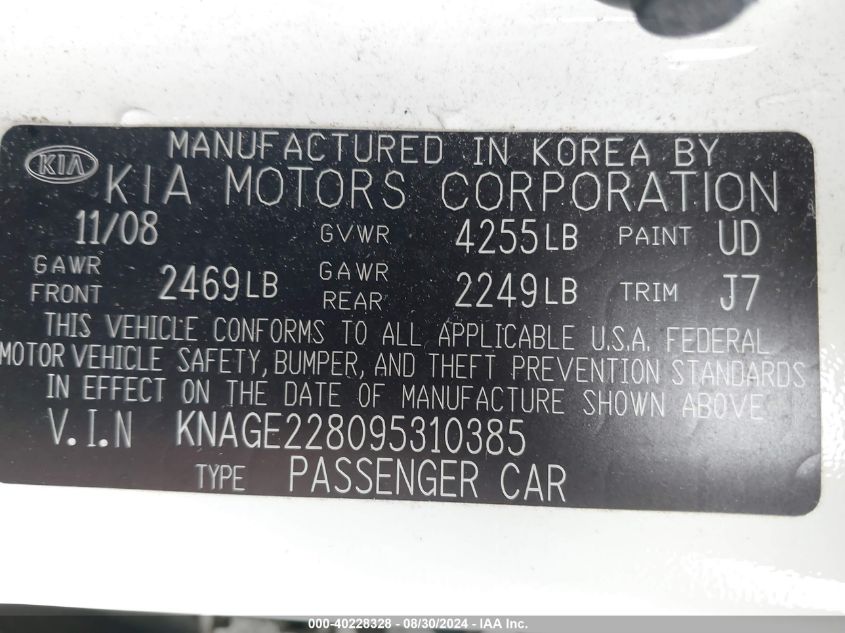 MANUFACTURED IN KOREA BY
KIA KIA MOTORS CORPORATION
11/08 GVWR 4255LB PAINT UD
GAWR FRONT 2469LB GAWR REAR 2249LB TRIM J7
THIS VEHICLE CONFORMS TO ALL APPLICABLE U.S.A. FEDERAL
MOTOR VEHICLE SAFETY, BUMPER, AND THEFT PREVENTION STANDARDS
IN EFFECT ON THE DATE OF MANUFACTURE SHOWN ABOVE
V.I.N KNAGE228095310385
TYPE PASSENGER CAR
000-40228328 - 08/30/2024 - IAA Inc.